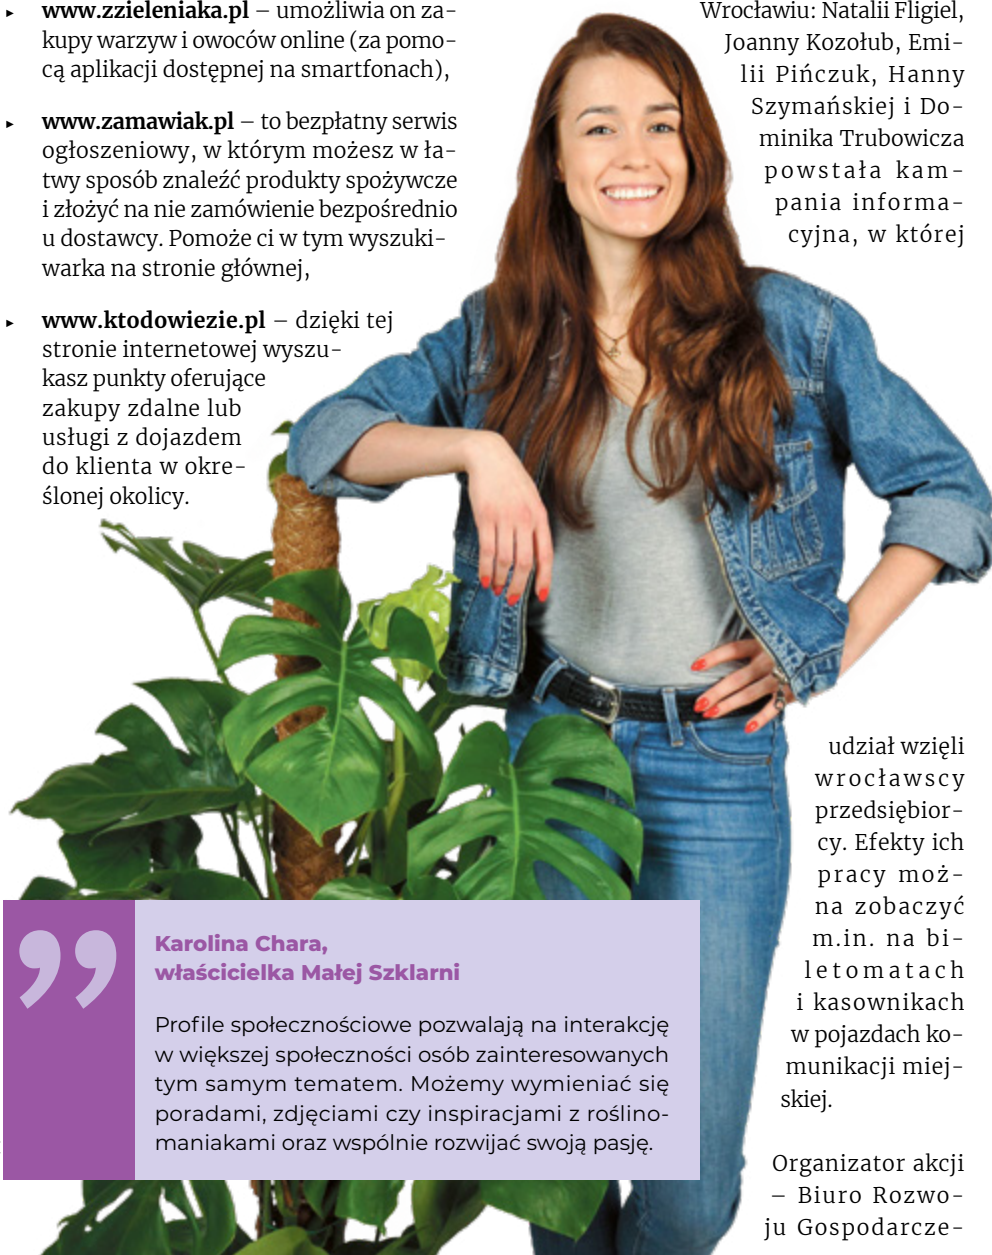 ▸ www.zzieleniaka.pl – umożliwia on za-
kupy warzyw i owoców online (za pomo-
cą aplikacji dostępnej na smartfonach),
▸ www.zamawiak.pl – to bezpłatny serwis
ogłoszeniowy, w którym możesz w ła-
twy sposób znaleźć produkty spożywcze
i złożyć na nie zamówienie bezpośrednio
u dostawcy. Pomoże ci w tym wyszuki-
warka na stronie głównej,
▸ www.ktodowiezie.pl – dzięki tej
stronie internetowej wyszu-
kasz punkty oferujące
zakupy zdalne lub
usługi z dojazdem
do klienta w okre-
ślonej okolicy.
Wrocławiu: Natalii Fligiel,
Joanny Kozołub, Emi-
lii Pińczuk, Hanny
Szymańskiej i Do-
minika Trubowicza
powstała kam-
pania informa-
cyjna, w której
udział wzięli
wrocławscy
przedsiębior-
cy. Efekty ich
pracy moż-
na zobaczyć
m.in. na bi-
letomatach
i kasownikach
w pojazdach ko-
munikacji miej-
skiej.
Organizator akcji
– Biuro Rozwo-
ju Gospodarcze-
”
Karolina Chara,
właścicielka Małej Szklarni
Profile społecznościowe pozwalają na interakcję
w większej społeczności osób zainteresowanych
tym samym tematem. Możemy wymieniać się
poradami, zdjęciami czy inspiracjami z roślino-
maniakami oraz wspólnie rozwijać swoją pasję.